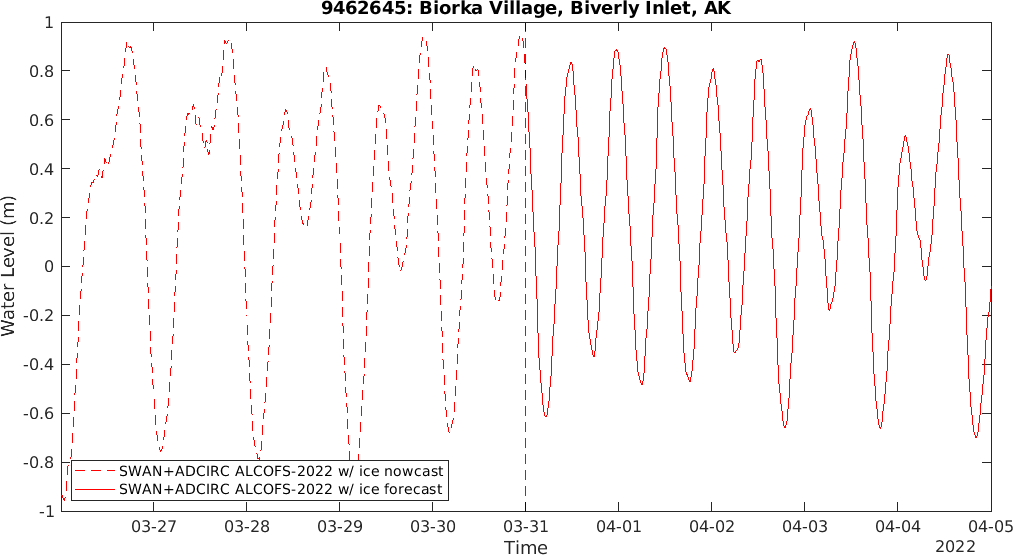 9462645: Biorka Village, Biverly Inlet, AK
Water Level (m)
1
0.8
0.6
0.4
0.2
0
-0.2
-0.4
-0.6
-0.8
-1
SWAN+ADCIRC ALCOFS-2022 w/ ice nowcast
SWAN+ADCIRC ALCOFS-2022 w/ ice forecast
03-27 03-28 03-29 03-30 03-31 04-01 04-02 04-03 04-04 04-05
Time
2022